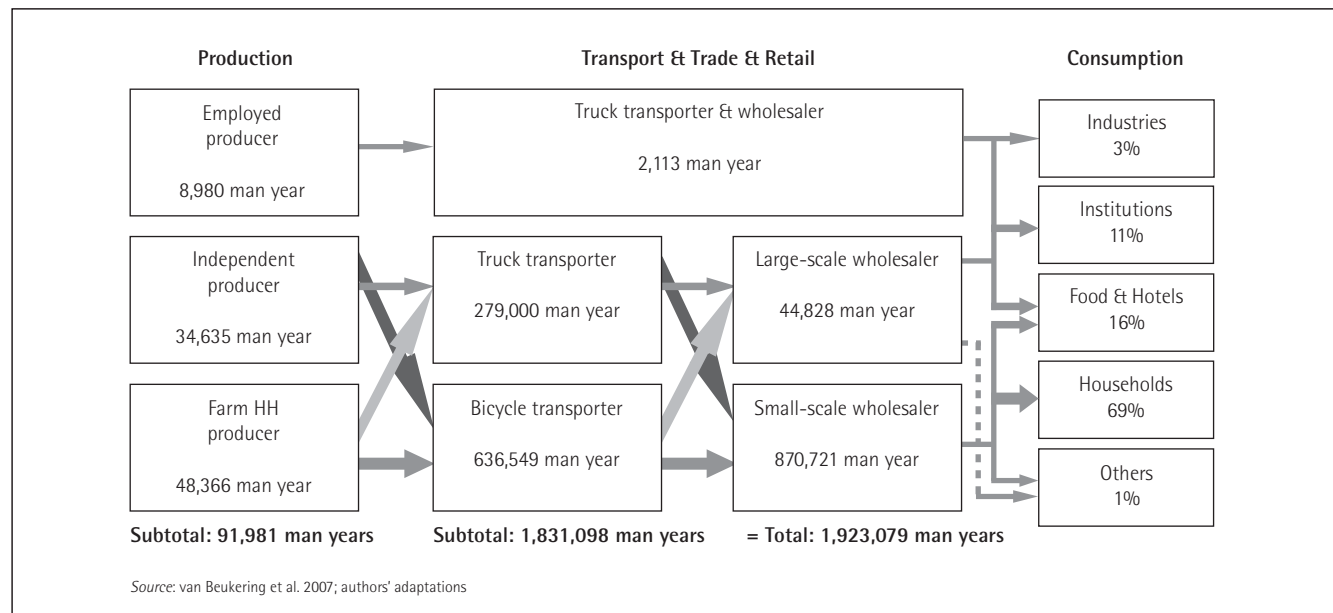 Production
Transport & Trade & Retail
Consumption
Employed
producer
8,980 man year
Truck transporter & wholesaler
2,113 man year
Industries
3%
Institutions
11%
Independent
producer
34,635 man year
Truck transporter
279,000 man year
Large-scale wholesaler
44,828 man year
Food & Hotels
16%
Households
69%
Farm HH
producer
48,366 man year
Bicycle transporter
636,549 man year
Small-scale wholesaler
870,721 man year
Others
1%
Subtotal: 91,981 man years
Subtotal: 1,831,098 man years
= Total: 1,923,079 man years
Source: van Beukering et al. 2007; authors’ adaptations